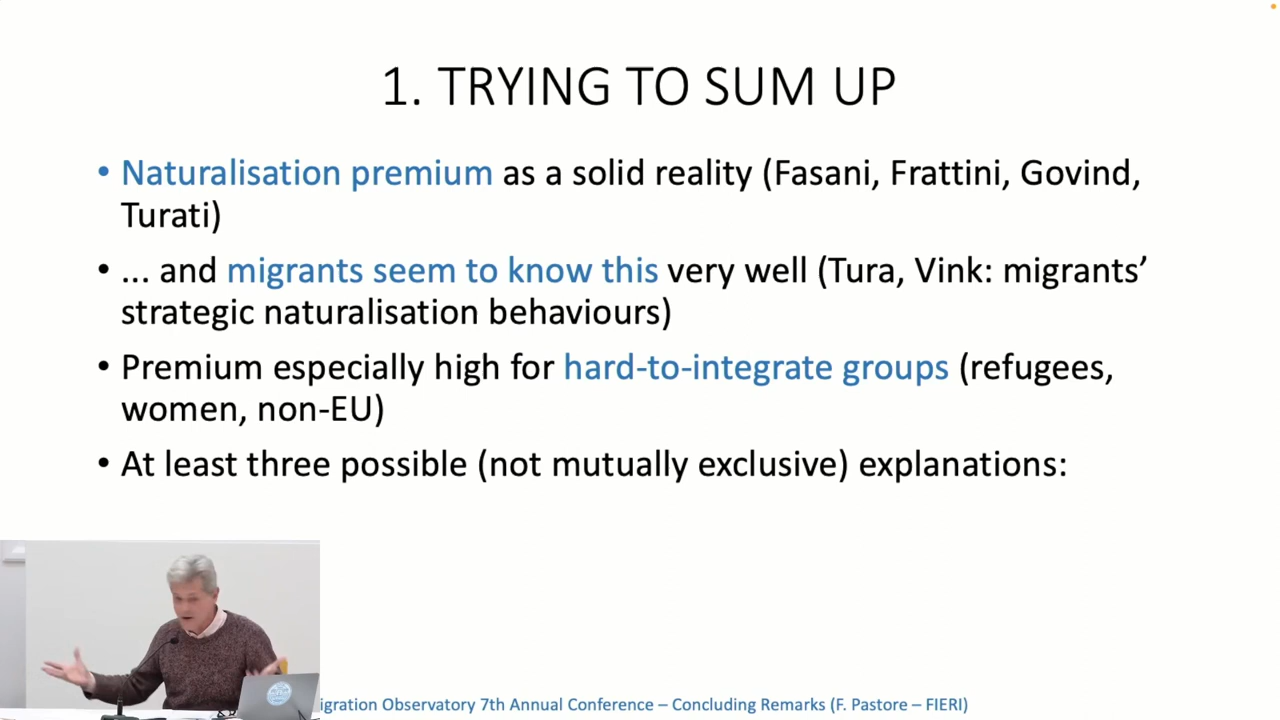 1. TRYING TO SUM UP
• Naturalisation premium as a solid reality (Fasani, Frattini, Govind,
Turati)
• ... and migrants seem to know this very well (Tura, Vink: migrants’
strategic naturalisation behaviours)
• Premium especially high for hard-to-integrate groups (refugees,
women, non-EU)
• At least three possible (not mutually exclusive) explanations:
igration Observatory 7th Annual Conference – Concluding Remarks (F. Pastore – FIERI)